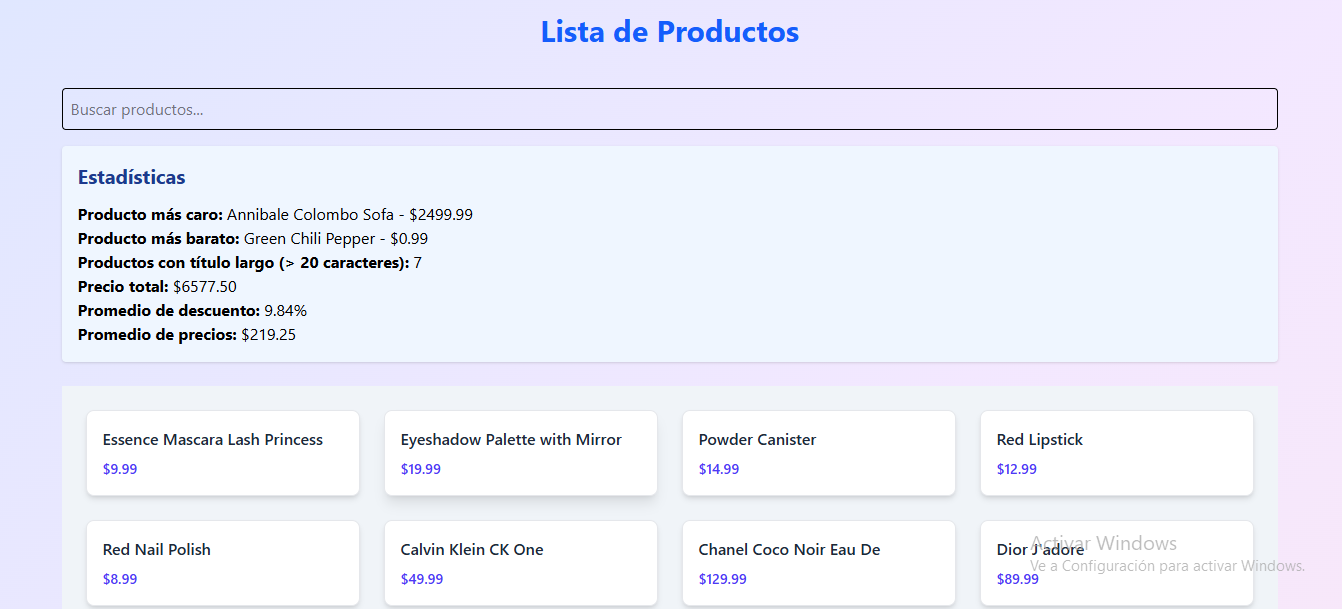 Lista de Productos
Buscar productos...
Estadísticas
Producto más caro: Annibale Colombo Sofa - $2499.99
Producto más barato: Green Chili Pepper - $0.99
Productos con título largo (> 20 caracteres): 7
Precio total: $6577.50
Promedio de descuento: 9.84%
Promedio de precios: $219.25
Essence Mascara Lash Princess
$9.99
Eyeshadow Palette with Mirror
$19.99
Powder Canister
$14.99
Red Lipstick
$12.99
Red Nail Polish
$8.99
Calvin Klein CK One
$49.99
Chanel Coco Noir Eau De
$129.99
Dior J'adore
$89.99
Activar Windows
Ve a Configuración para activar Windows.